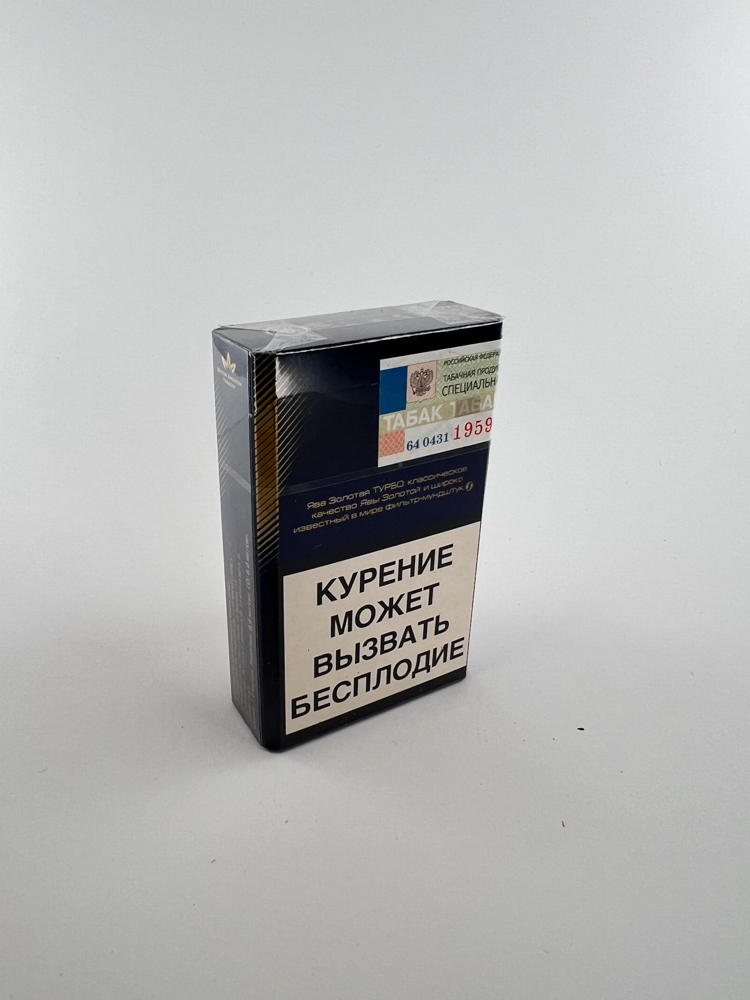 РОССИЙСКАЯ ФЕДЕРА
ТАБАЧНАЯ ПРОДУ
СПЕЦИАЛЬН
ТАБАК ТАБА
64 0431 1959
Ява Золотая ТУРБО: классическое
качество Явы Золотой и широко
известный в мире фильтр-мундштук
КУРЕНИЕ
МОЖЕТ
ВЫЗВАТЬ
БЕСПЛОДИЕ